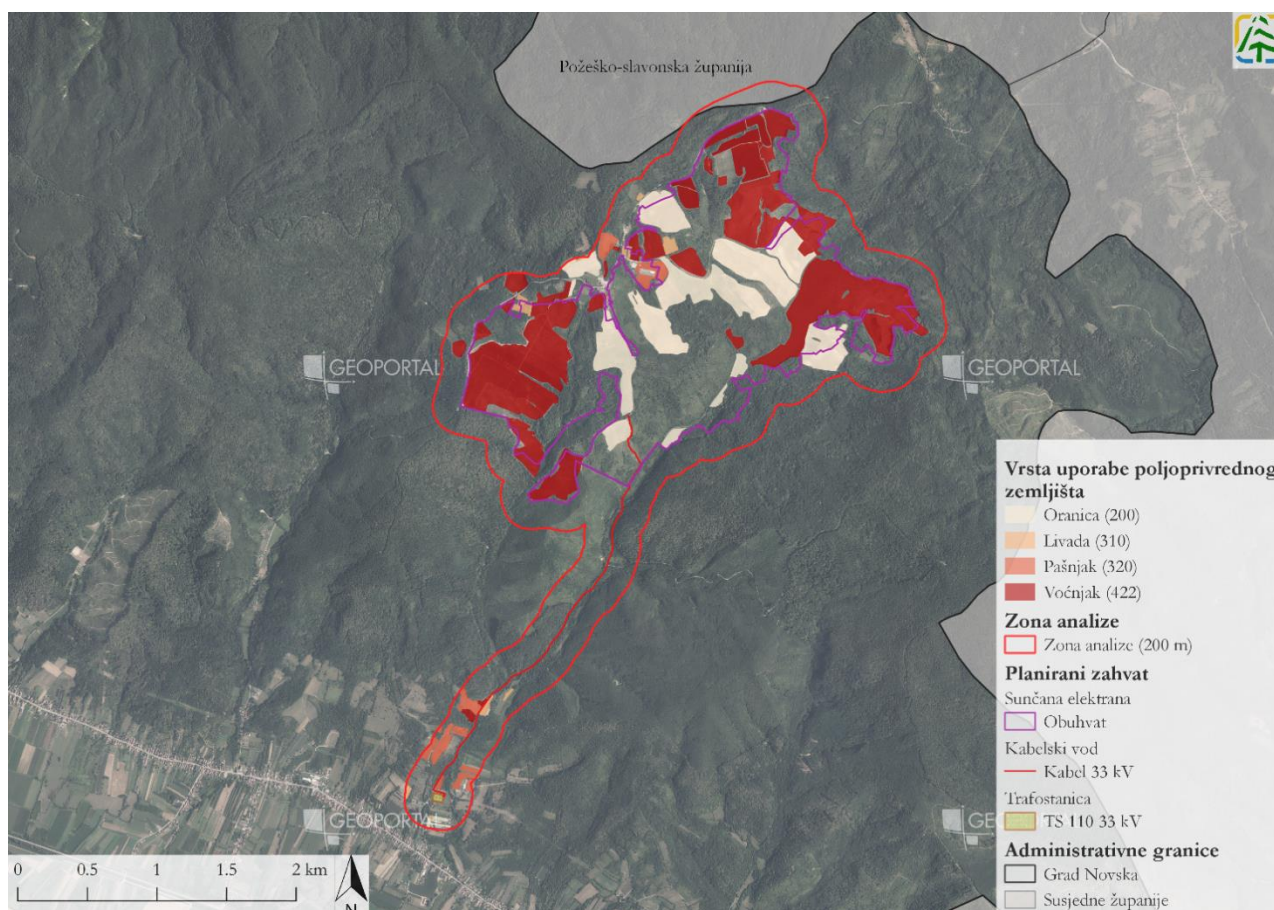 Požeško-slavonska županija
GEOPORTAL
GEOPORTAL
GEOPORTAL
GEOPORTAL
Vrsta uporabe poljoprivrednog
zemljišta
Oranica (200)
Livada (310)
Pašnjak (320)
Voćnjak (422)
Zona analize
Zona analize (200 m)
Planirani zahvat
Sunčana elektrana
Obuhvat
Kabelski vod
Kabel 33 kV
Trafostanica
TS 110 33 kV
Administrativne granice
Grad Novska
Susjedne županije
0 0.5 1 1.5 2 km
N